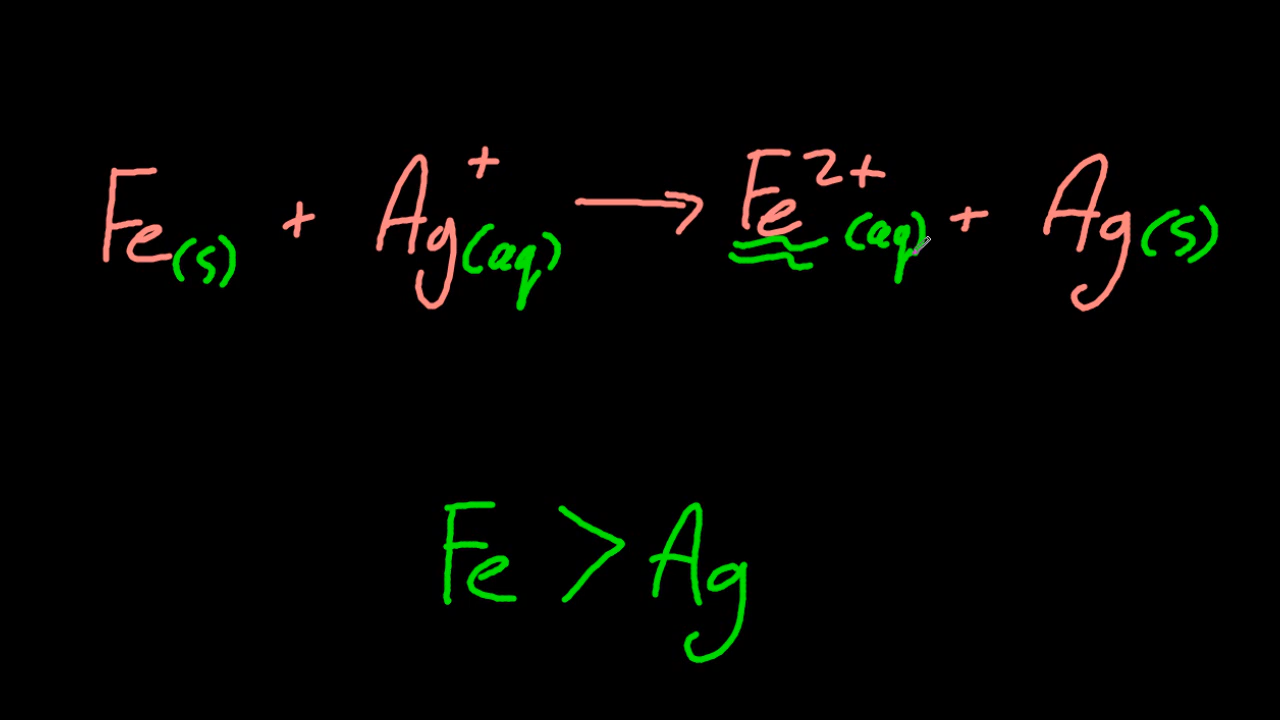 Fe(s) + Ag⁺(aq) → Fe²⁺(aq) + Ag(s)
Fe > Ag